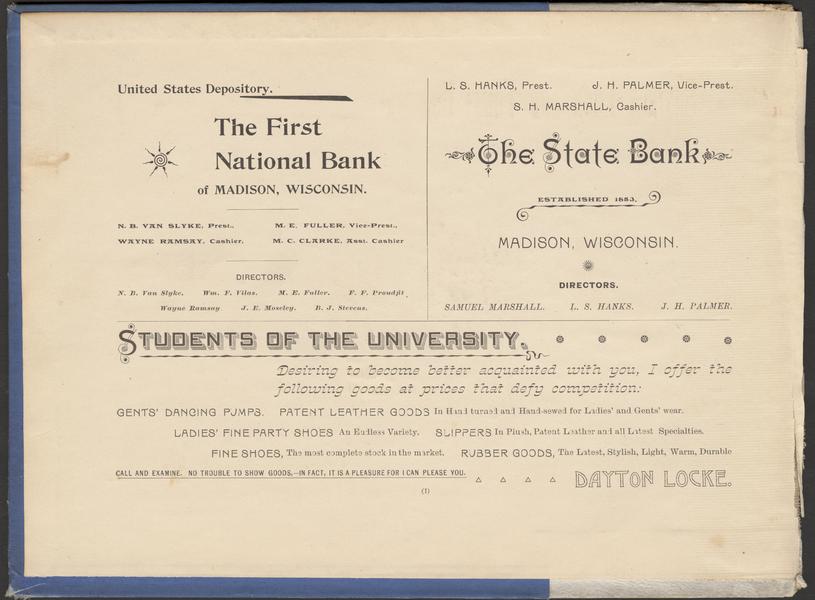 United States Depository.
The First
National Bank
of MADISON, WISCONSIN.
N. B. VAN SLYKE, Prest., M. E. FULLER, Vice-Prest.,
WAYNE RAMSAY, Cashier. M. C. CLARKE, Asst. Cashier
DIRECTORS.
N. B. Van Slyke. Wm. F. Vilas. M. E. Fuller. F. F. Proudfit
Wayne Ramsay J. E. Moseley. B. J. Stevens.
L. S. HANKS, Prest. J. H. PALMER, Vice-Prest.
S. H. MARSHALL, Cashier.
The State Bank
ESTABLISHED 1853.
MADISON, WISCONSIN.
DIRECTORS.
SAMUEL MARSHALL. L. S. HANKS. J. H. PALMER.
STUDENTS OF THE UNIVERSITY.
Desiring to become better acquainted with you, I offer the
following goods at prices that defy competition:
GENTS' DANCING PUMPS. PATENT LEATHER GOODS In Hand turned and Hand-sewed for Ladies' and Gents' wear.
LADIES' FINE PARTY SHOES An Endless Variety. SLIPPERS In Plush, Patent Leather and all Latest Specialties.
FINE SHOES, The most complete stock in the market. RUBBER GOODS, The Latest, Stylish, Light, Warm, Durable
CALL AND EXAMINE. NO TROUBLE TO SHOW GOODS,—IN FACT, IT IS A PLEASURE FOR I CAN PLEASE YOU.
DAYTON LOCKE.
(1)